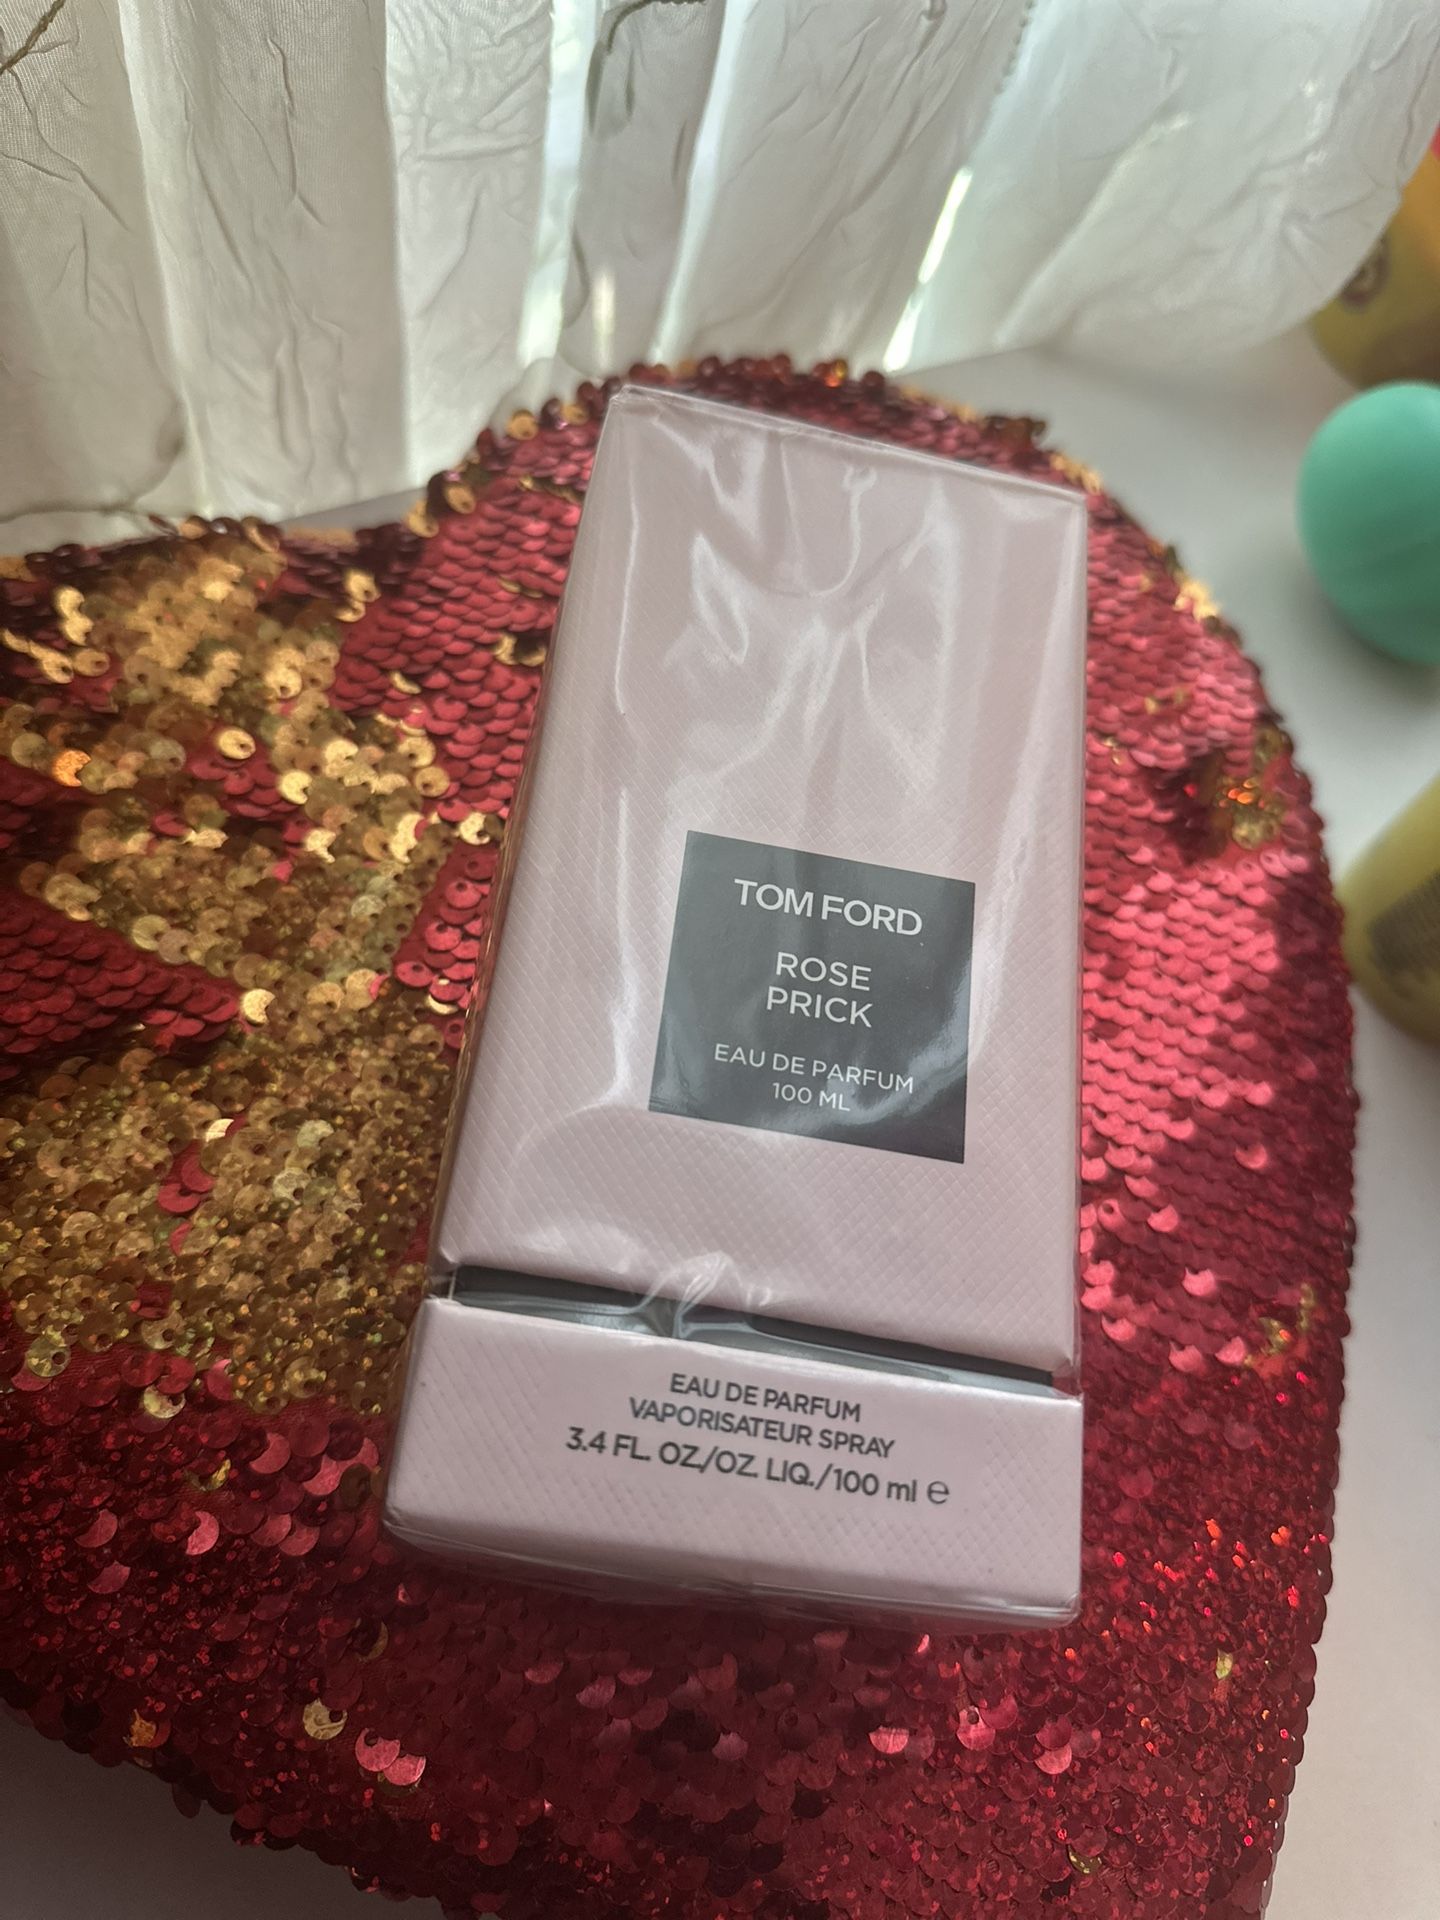 TOM FORD
ROSE
PRICK
EAU DE PARFUM
100 ML
EAU DE PARFUM
VAPORISATEUR SPRAY
3.4 FL. OZ./OZ. LIQ./100 ml ℮